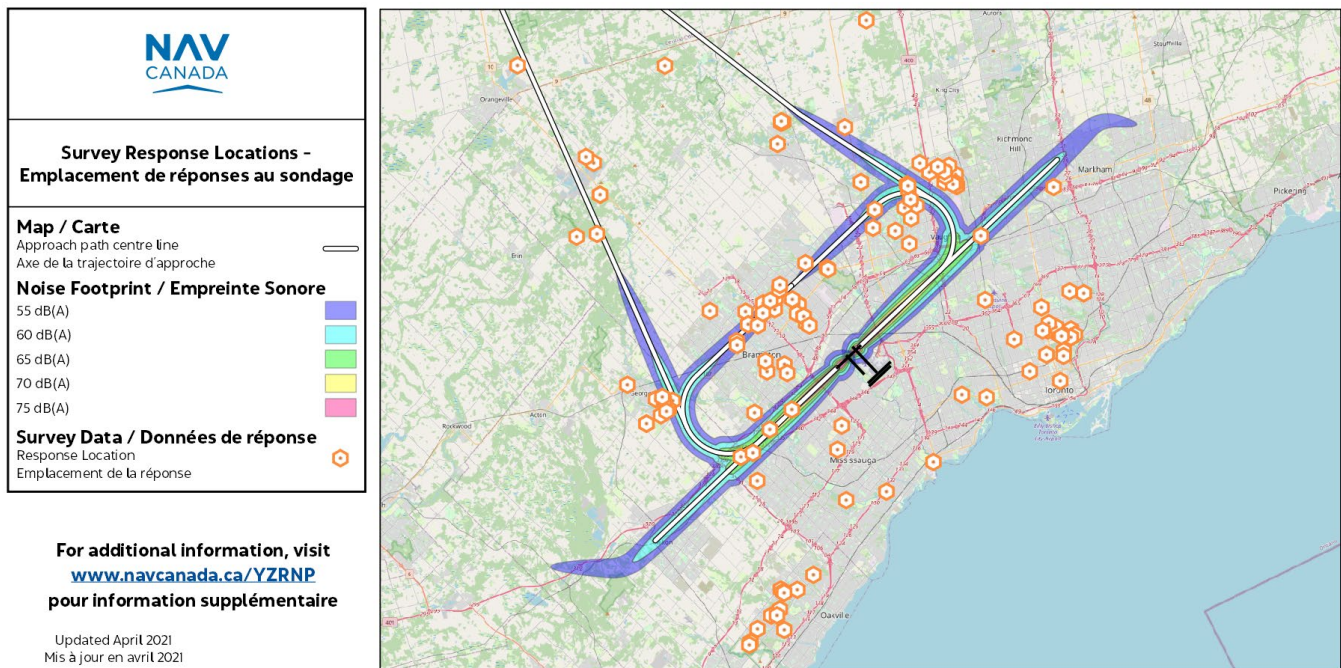 NAV
CANADA
Survey Response Locations -
Emplacement de réponses au sondage
Map / Carte
Approach path centre line
Axe de la trajectoire d'approche
Noise Footprint / Empreinte Sonore
55 dB(A)
60 dB(A)
65 dB(A)
70 dB(A)
75 dB(A)
Survey Data / Données de réponse
Response Location
Emplacement de la réponse
For additional information, visit
www.navcanada.ca/YZRNP
pour information supplémentaire
Updated April 2021
Mis à jour en avril 2021
Aurora
Stouffville
Orangeville
King City
Richmond
Hill
Markham
Pickering
Erin
Acton
Rockwood
Mississauga
Toronto
Oakville